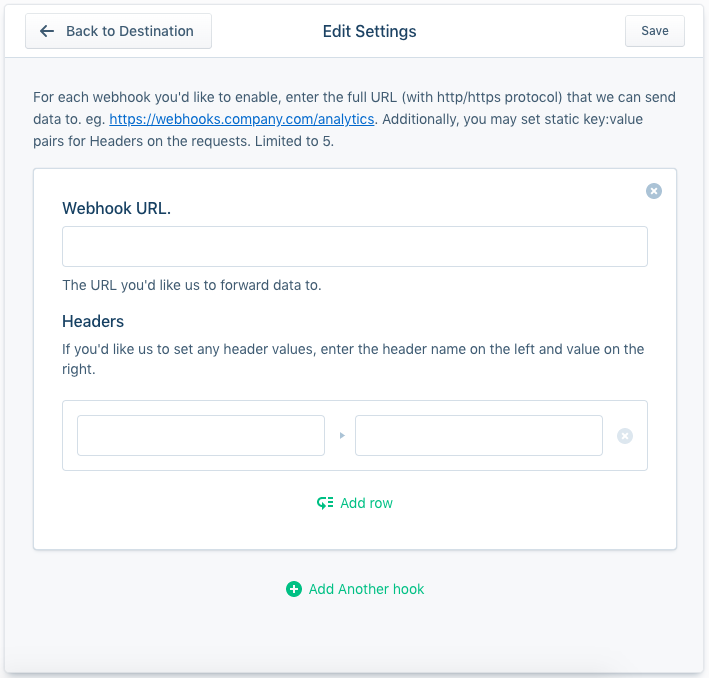 Back to Destination
Edit Settings
Save
For each webhook you'd like to enable, enter the full URL (with http/https protocol) that we can send
data to. eg. https://webhooks.company.com/analytics. Additionally, you may set static key:value
pairs for Headers on the requests. Limited to 5.
Webhook URL.
The URL you'd like us to forward data to.
Headers
If you'd like us to set any header values, enter the header name on the left and value on the
right.
Add row
Add Another hook